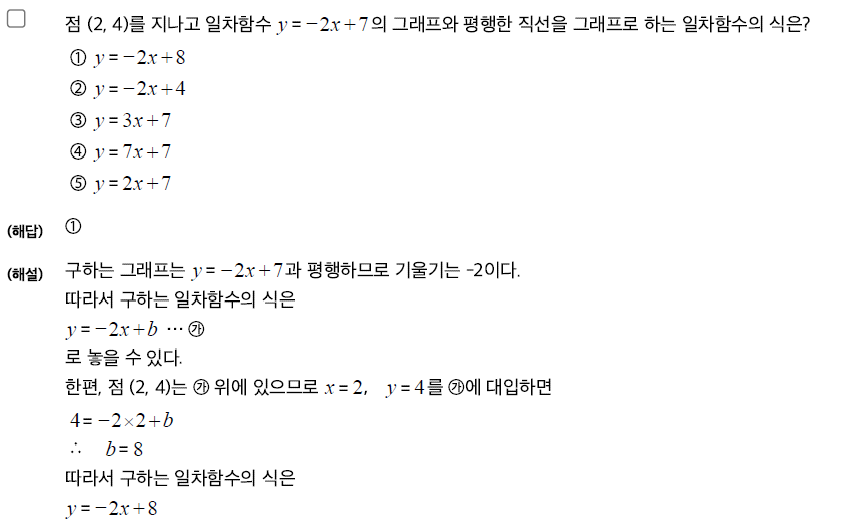 점 (2, 4)를 지나고 일차함수 y=−2x+7의 그래프와 평행한 직선을 그래프로 하는 일차함수의 식은?
① y=−2x+8
② y=−2x+4
③ y=3x+7
④ y=7x+7
⑤ y=2x+7
(해답) ①
(해설) 구하는 그래프는 y=−2x+7과 평행하므로 기울기는 -2이다.
따라서 구하는 일차함수의 식은
y=−2x+b ⋯ ㉮
로 놓을 수 있다.
한편, 점 (2, 4)는 ㉮ 위에 있으므로 x=2, y=4를 ㉮에 대입하면
4=−2×2+b
∴ b=8
따라서 구하는 일차함수의 식은
y=−2x+8